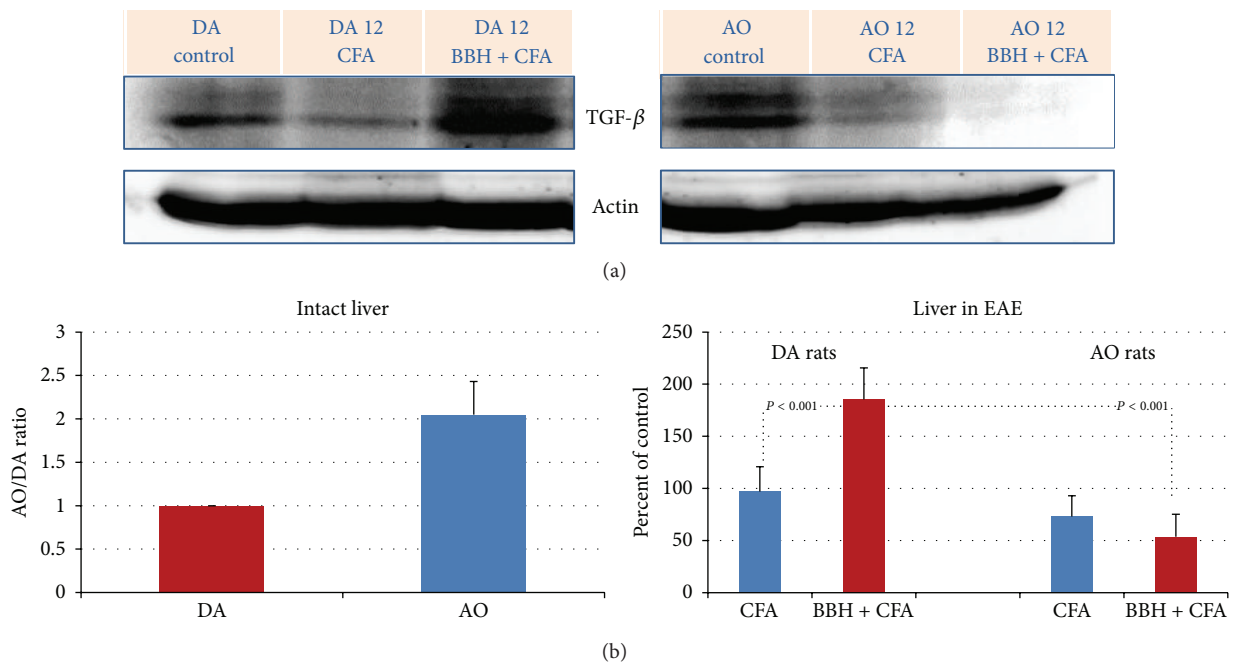 DA control
DA 12 CFA
DA 12 BBH + CFA
AO control
AO 12 CFA
AO 12 BBH + CFA
TGF-β
Actin
(a)
Intact liver
AO/DA ratio
3
2.5
2
1.5
1
0.5
0
DA
AO
Liver in EAE
Percent of control
250
200
150
100
50
0
DA rats
AO rats
P < 0.001
P < 0.001
CFA
BBH + CFA
CFA
BBH + CFA
(b)